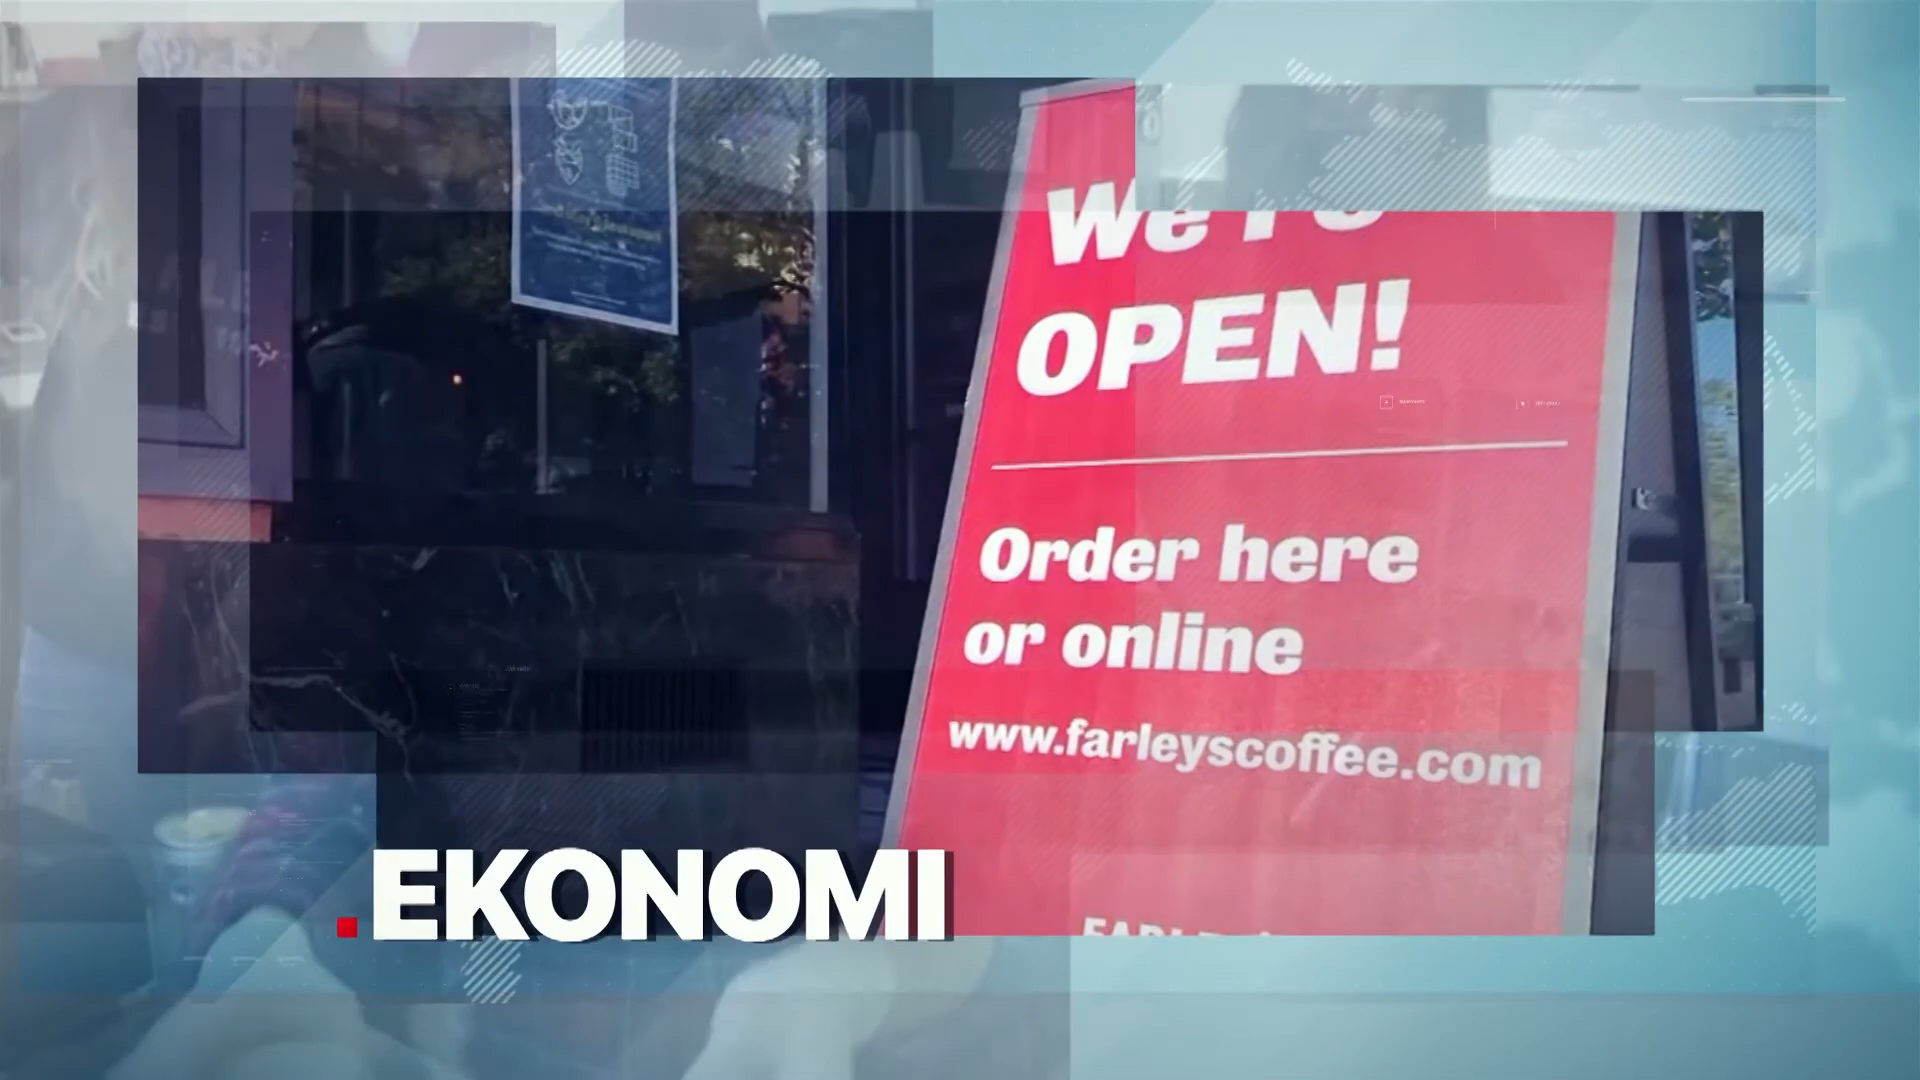 We're
OPEN!
Order here
or online
www.farleyscoffee.com
.EKONOMI